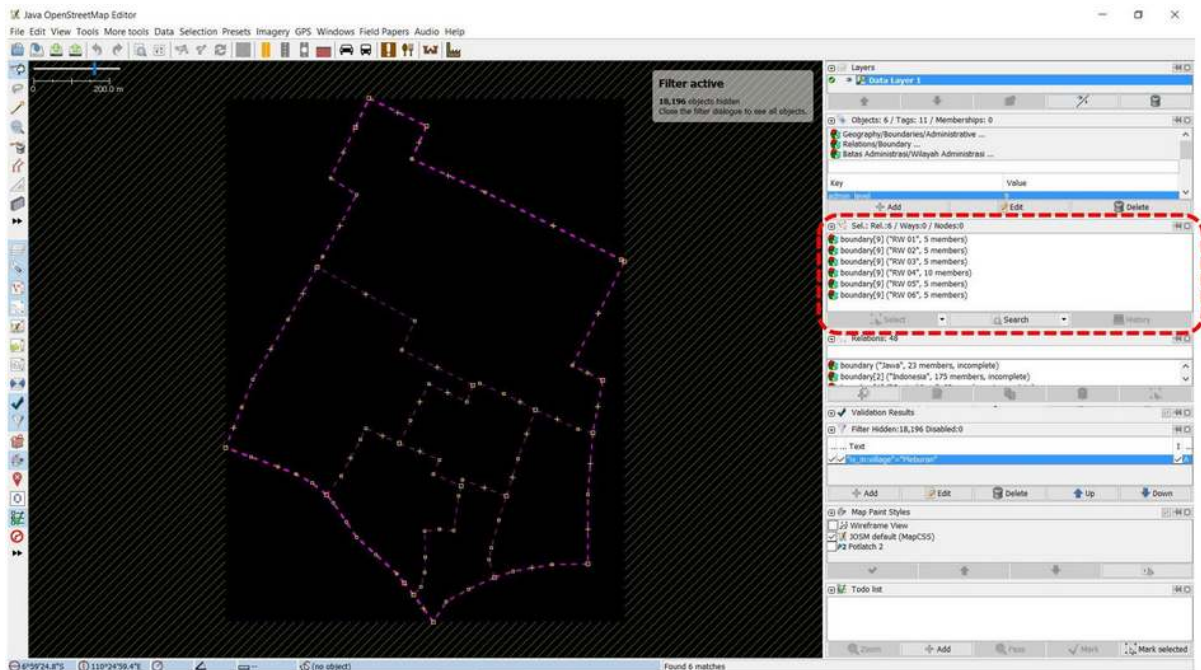 Java OpenStreetMap Editor
File Edit View Tools More tools Data Selection Presets Imagery GPS Windows Field Papers Audio Help
0 200.0 m
Filter active
18,196 objects hidden
Close the filter dialogue to see all objects.
Layers
Data Layer 1
Objects: 6 / Tags: 11 / Memberships: 0
Geography/Boundaries/Administrative ...
Relations/Boundary ...
Batas Administrasi/Wilayah Administrasi ...
Key Value
admin_level 9
Add Edit Delete
Sel.: Rel.:6 / Ways:0 / Nodes:0
boundary[9] ("RW 01", 5 members)
boundary[9] ("RW 02", 5 members)
boundary[9] ("RW 03", 5 members)
boundary[9] ("RW 04", 10 members)
boundary[9] ("RW 05", 5 members)
boundary[9] ("RW 06", 5 members)
Select Search History
Relations: 48
boundary ("Jawa", 23 members, incomplete)
boundary[2] ("Indonesia", 175 members, incomplete)
Validation Results
Filter Hidden:18,196 Disabled:0
... ... Text I ...
"is_in:village"="Pleburan"
Add Edit Delete Up Down
Map Paint Styles
Wireframe View
JOSM default (MapCSS)
Potlatch 2
Todo list
Zoom Add Pass Mark Mark selected
6°59'24.8"S 110°24'59.4"E -- (no object) Found 6 matches